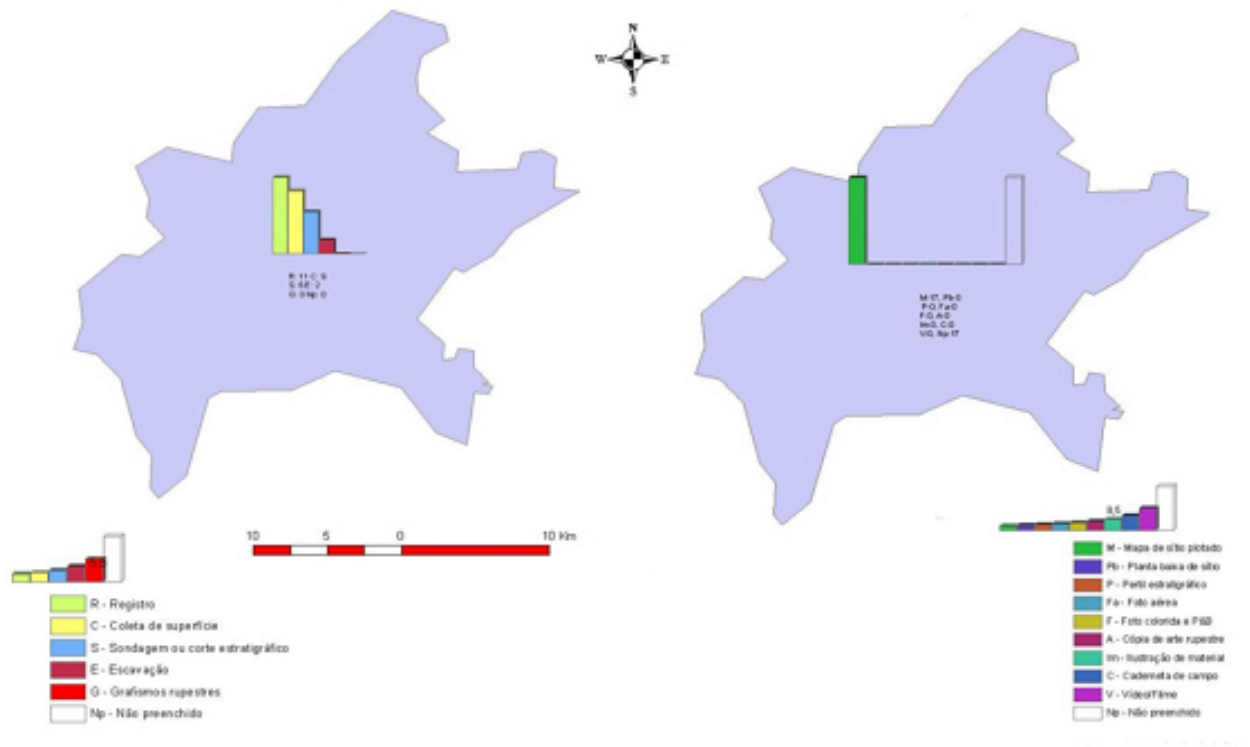 N
W E
S
R: 11 C: 9
S: 6 E: 2
G: 0 Np: 0
M-17, Pb-0
P-0, Fa-0
F-0, A-0
Im-0, C-0
V-0, Np-17
8,5
10 5 0 10 Km
R - Registro
C - Coleta de superfície
S - Sondagem ou corte estratigráfico
E - Escavação
G - Grafismos rupestres
Np - Não preenchido
M - Mapa de sítio plotado
Pb - Planta baixa de sítio
P - Perfil estratigráfico
Fa - Foto aérea
F - Foto colorida e P&B
A - Cópia de arte rupestre
Im - Ilustração de material
C - Caderneta de campo
V - Vídeo/Filme
Np - Não preenchido